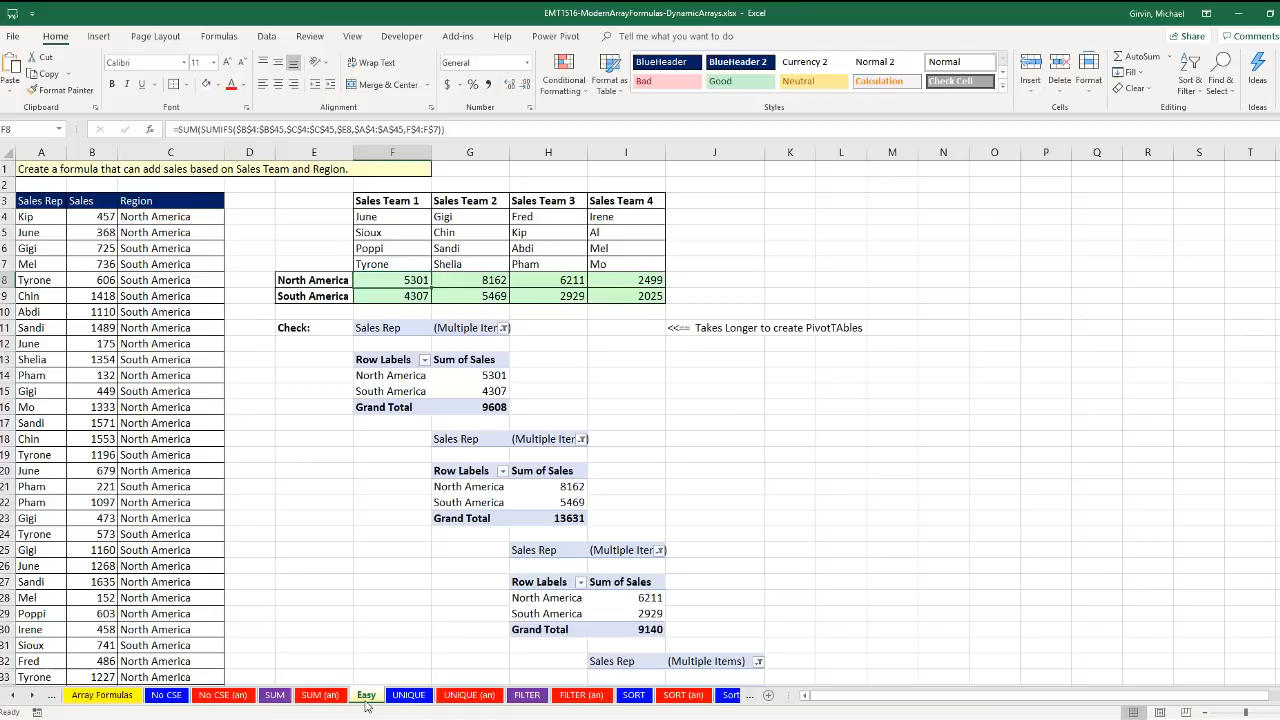 EMT1516-ModernArrayFormulas-DynamicArrays.xlsx - Excel
Girvin, Michael
File Home Insert Page Layout Formulas Data Review View Developer Add-ins Help Power Pivot Tell me what you want to do Share Comments
Paste Cut Copy Format Painter
Calibri 11 B I U A A A
Wrap Text Merge & Center
General $ % ,
Conditional Formatting Format as Table
BlueHeader BlueHeader 2 Currency 2 Normal 2 Normal
Bad Good Neutral Calculation Check Cell
Insert Delete Format
AutoSum Fill Clear Sort & Filter Find & Select Ideas
Clipboard Font Alignment Number Styles Cells Editing Ideas
F8 fx =SUM(SUMIFS($B$4:$B$45,$C$4:$C$45,$E8,$A$4:$A$45,F$4:F$7))
A B C D E F G H I J K L M N O P Q R S T
1 Create a formula that can add sales based on Sales Team and Region.
2
3 Sales Rep Sales Region Sales Team 1 Sales Team 2 Sales Team 3 Sales Team 4
4 Kip 457 North America June Gigi Fred Irene
5 June 368 North America Sioux Chin Kip Al
6 Gigi 725 South America Poppi Sandi Abdi Mel
7 Mel 736 South America Tyrone Shelia Pham Mo
8 Tyrone 606 South America North America 5301 8162 6211 2499
9 Chin 1418 South America South America 4307 5469 2929 2025
10 Abdi 1110 South America
11 Sandi 1489 North America Check: Sales Rep (Multiple Item) <<== Takes Longer to create PivotTAbles
12 June 175 North America
13 Shelia 1354 South America Row Labels Sum of Sales
14 Pham 132 North America North America 5301
15 Gigi 449 South America South America 4307
16 Mo 1333 North America Grand Total 9608
17 Sandi 1571 North America
18 Chin 1553 North America Sales Rep (Multiple Iter)
19 Tyrone 1196 South America
20 June 679 North America Row Labels Sum of Sales
21 Pham 221 South America North America 8162
22 Pham 1097 North America South America 5469
23 Gigi 473 North America Grand Total 13631
24 Tyrone 573 South America
25 Gigi 1160 South America Sales Rep (Multiple Iter)
26 June 1268 North America
27 Sandi 1635 North America Row Labels Sum of Sales
28 Mel 152 North America North America 6211
29 Poppi 603 North America South America 2929
30 Irene 458 North America Grand Total 9140
31 Sioux 741 South America
32 Fred 486 North America Sales Rep (Multiple Items)
33 Tyrone 1227 North America
... Array Formulas No CSE No CSE (an) SUM SUM (an) Easy UNIQUE UNIQUE (an) FILTER FILTER (an) SORT SORT (an) Sort ...